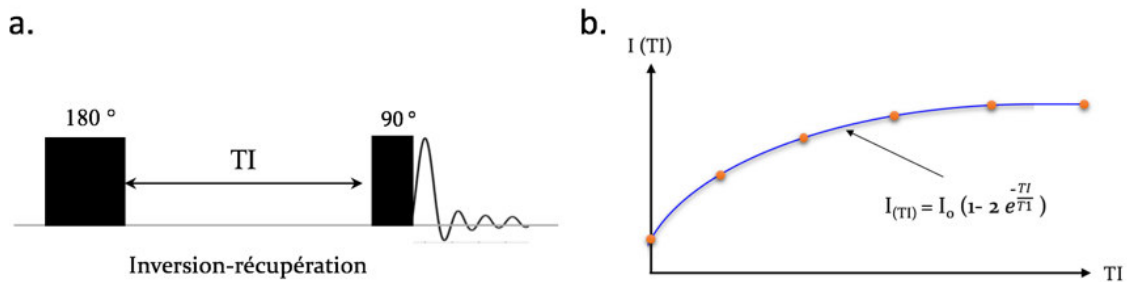 a.
180 °
90 °
TI
Inversion-récupération
b.
I (TI)
I(TI) = Io (1- 2 e -TI/T1 )
TI